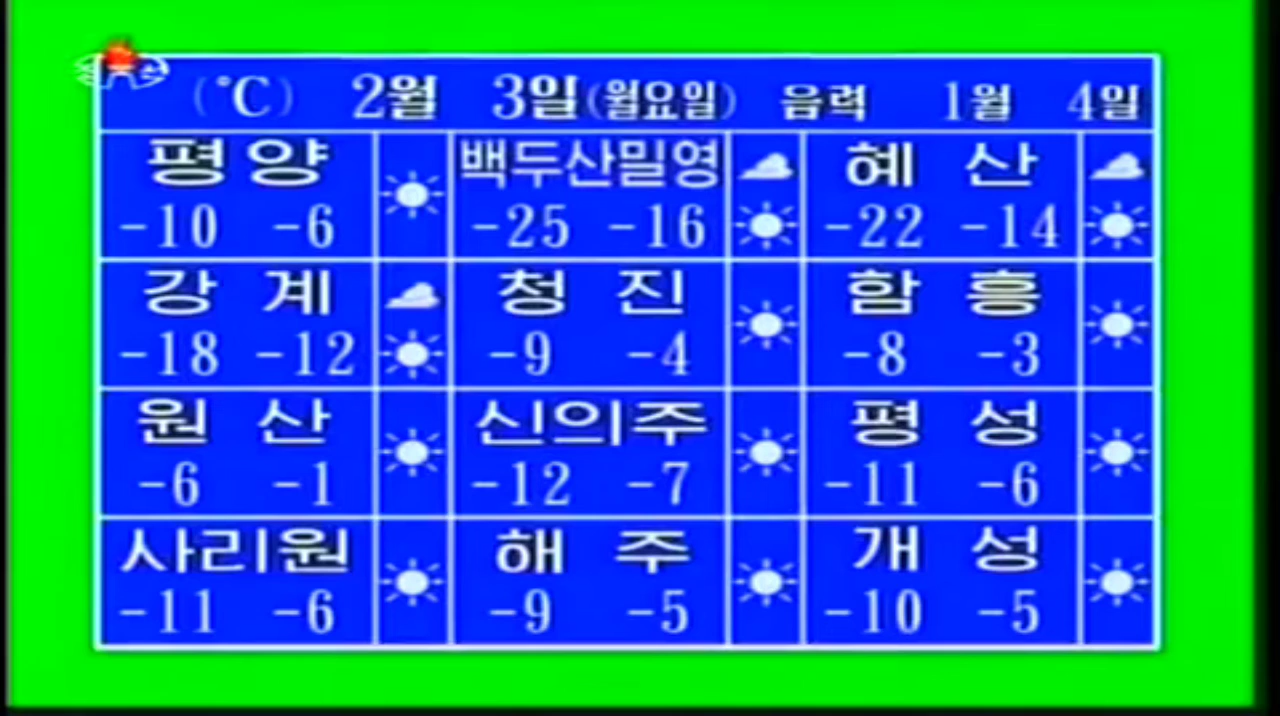 중앙
(℃) 2월 3일(월요일) 음력 1월 4일
평양 백두산밀영 혜산
-10 -6 -25 -16 -22 -14
강계 청진 함흥
-18 -12 -9 -4 -8 -3
원산 신의주 평성
-6 -1 -12 -7 -11 -6
사리원 해주 개성
-11 -6 -9 -5 -10 -5